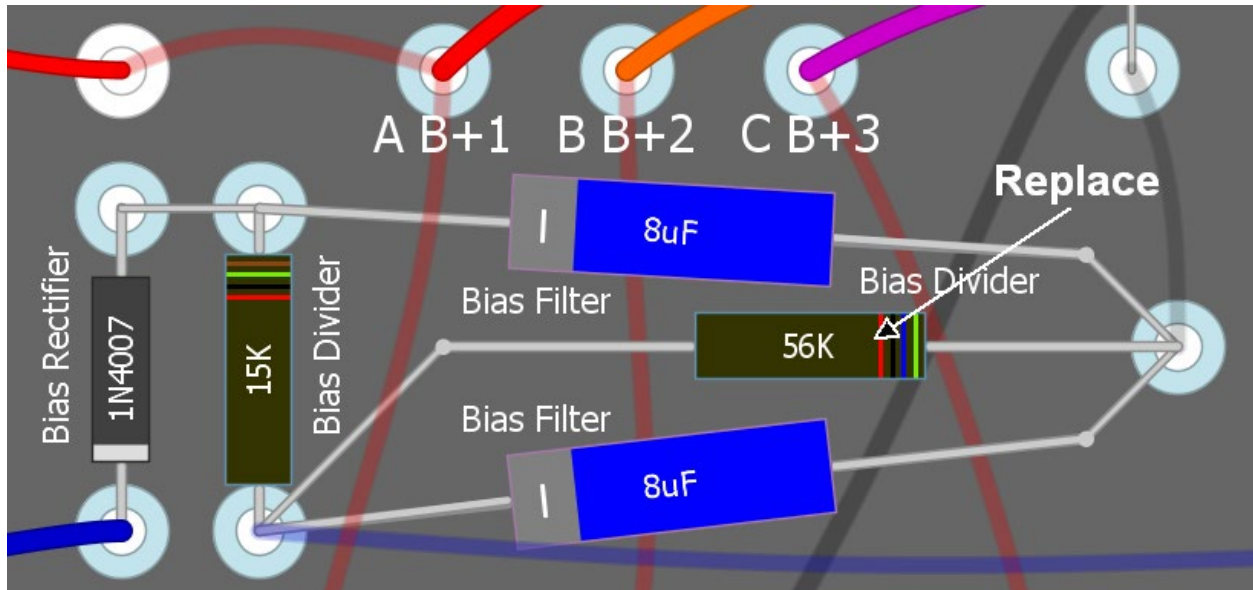 A B+1
B B+2
C B+3
Replace
8uF
Bias Rectifier
1N4007
15K
Bias Divider
Bias Filter
Bias Divider
56K
Bias Filter
8uF